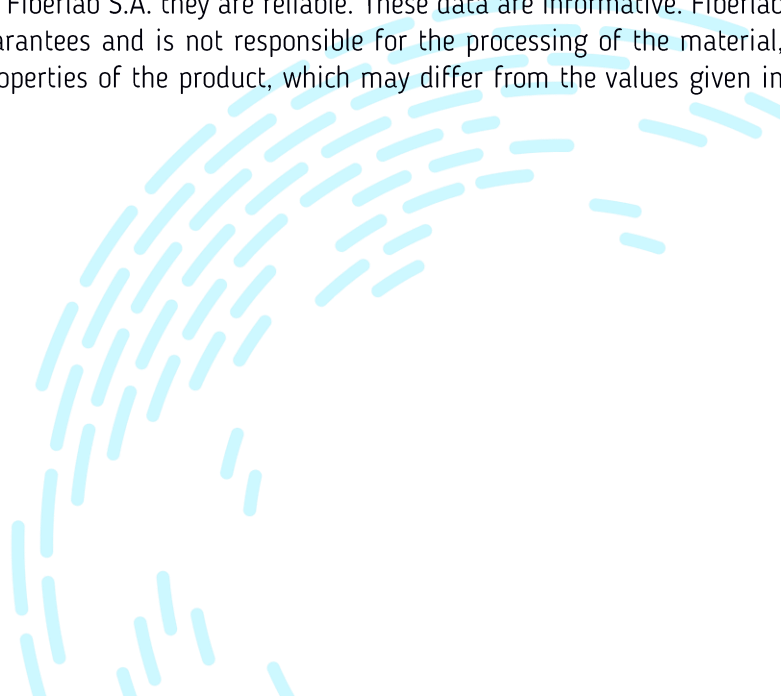 Fiberlab S.A. they are reliable. These data are informative. Fiberlab
arantees and is not responsible for the processing of the material,
operties of the product, which may differ from the values given in